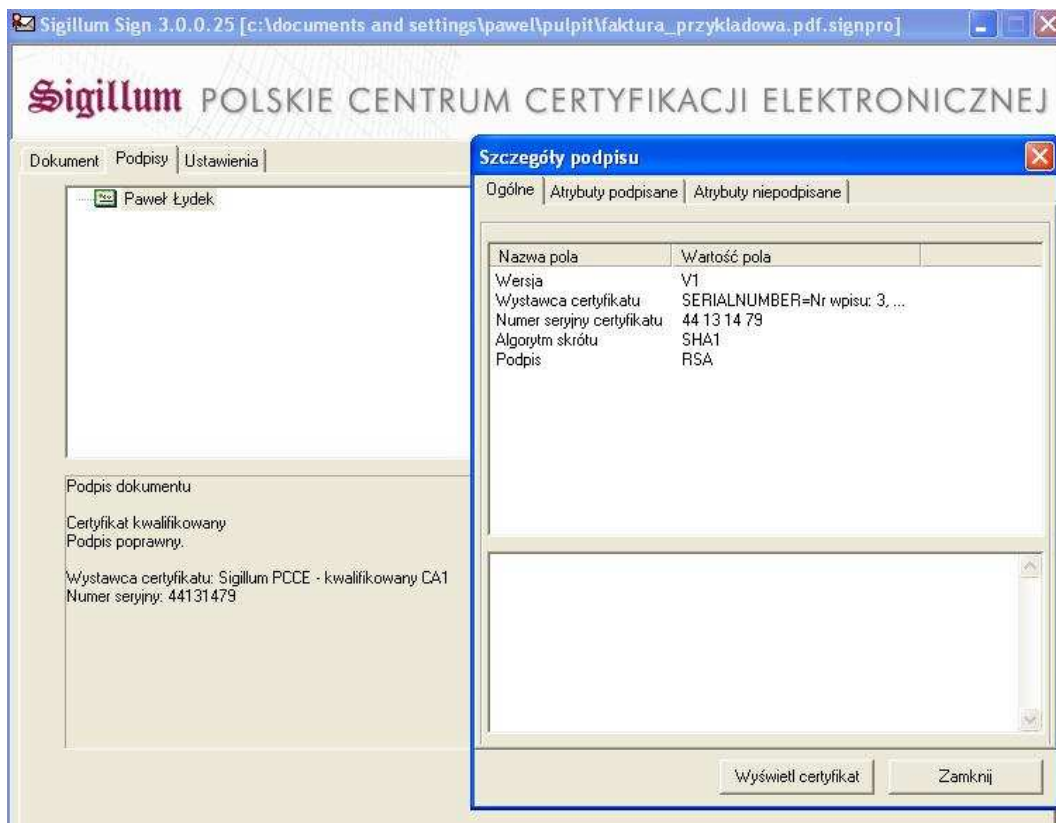 Sigillum Sign 3.0.0.25 [c:\documents and settings\pawel\pulpit\faktura_przykladowa.pdf.signpro]
Sigillum POLSKIE CENTRUM CERTYFIKACJI ELEKTRONICZNEJ
Dokument Podpisy Ustawienia
Paweł Łydek
Podpis dokumentu
Certyfikat kwalifikowany
Podpis poprawny.
Wystawca certyfikatu: Sigillum PCCE - kwalifikowany CA1
Numer seryjny: 44131479
Szczegóły podpisu
Ogólne Atrybuty podpisane Atrybuty niepodpisane
Nazwa pola Wartość pola
Wersja V1
Wystawca certyfikatu SERIALNUMBER=Nr wpisu: 3, ...
Numer seryjny certyfikatu 44 13 14 79
Algorytm skrótu SHA1
Podpis RSA
Wyświetl certyfikat Zamknij